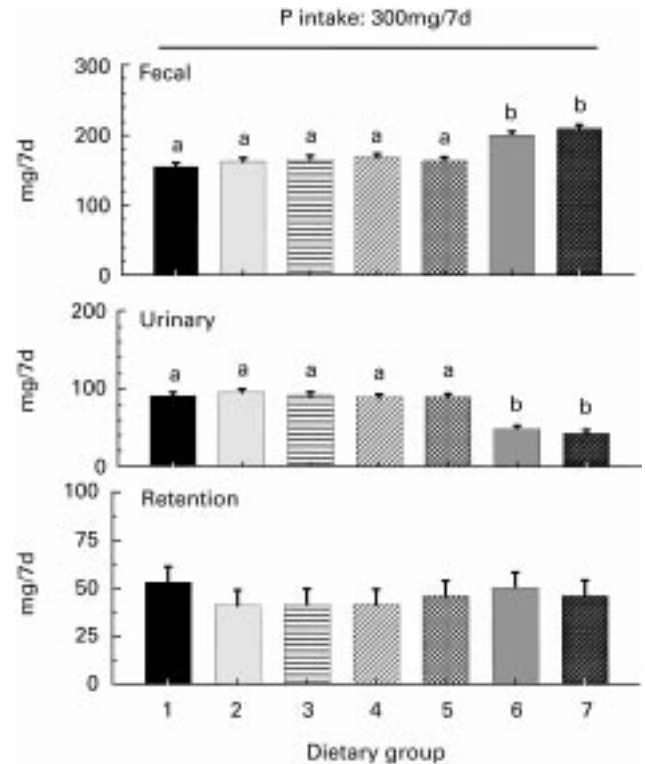 P intake: 300mg/7d
300
Fecal
b
b
a
a
a
a
a
200
mg/7d
100
0
200
Urinary
a
a
a
a
a
mg/7d
100
b
b
0
100
Retention
75
mg/7d
50
25
0
1 2 3 4 5 6 7
Dietary group